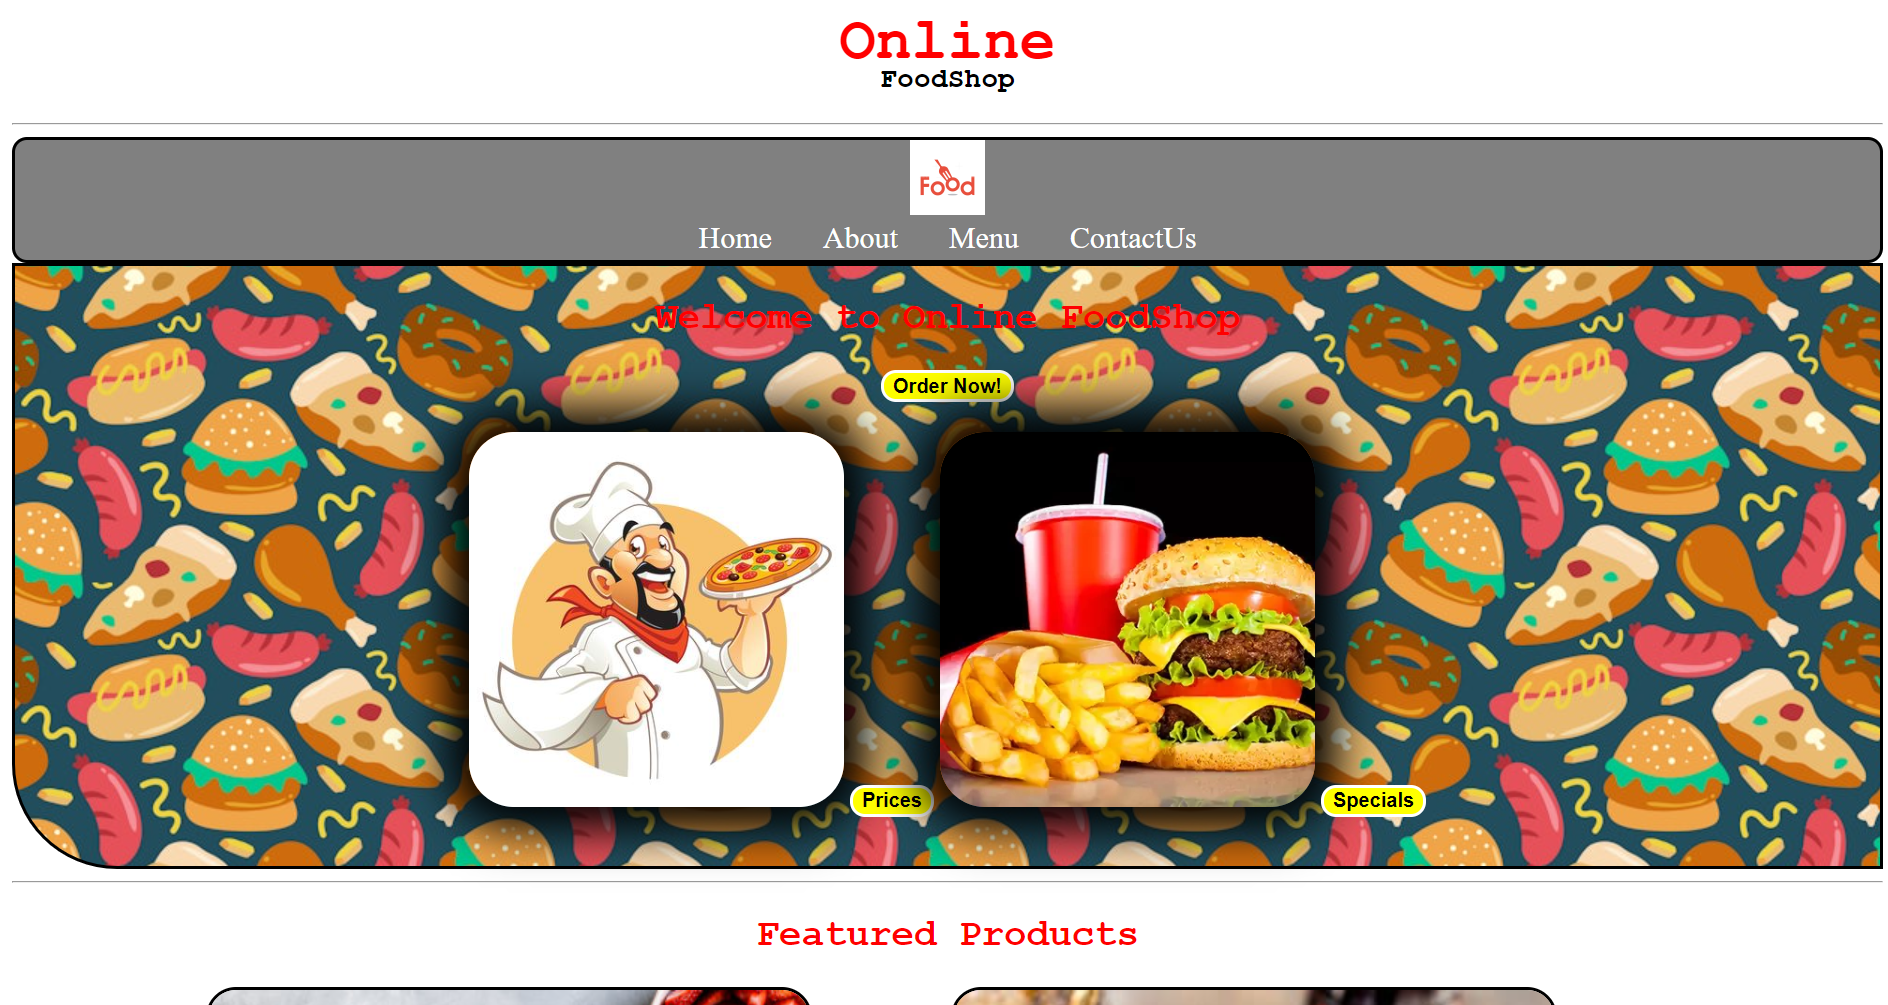 Online
FoodShop
Food
Home About Menu ContactUs
Welcome to Online FoodShop
Order Now!
Prices
Specials
Featured Products